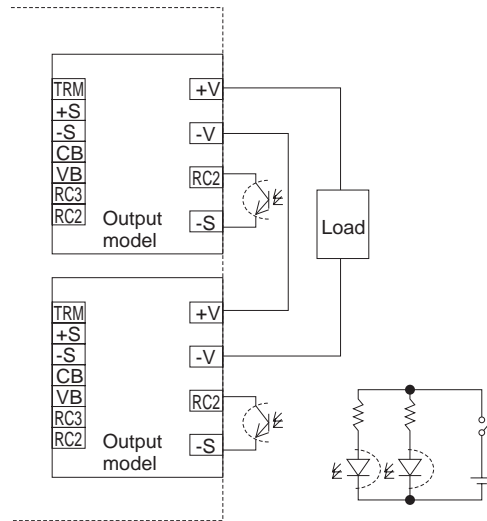 TRM
+S
-S
CB
VB
RC3
RC2
Output
model
+V
-V
RC2
-S
Load
TRM
+S
-S
CB
VB
RC3
RC2
Output
model
+V
-V
RC2
-S